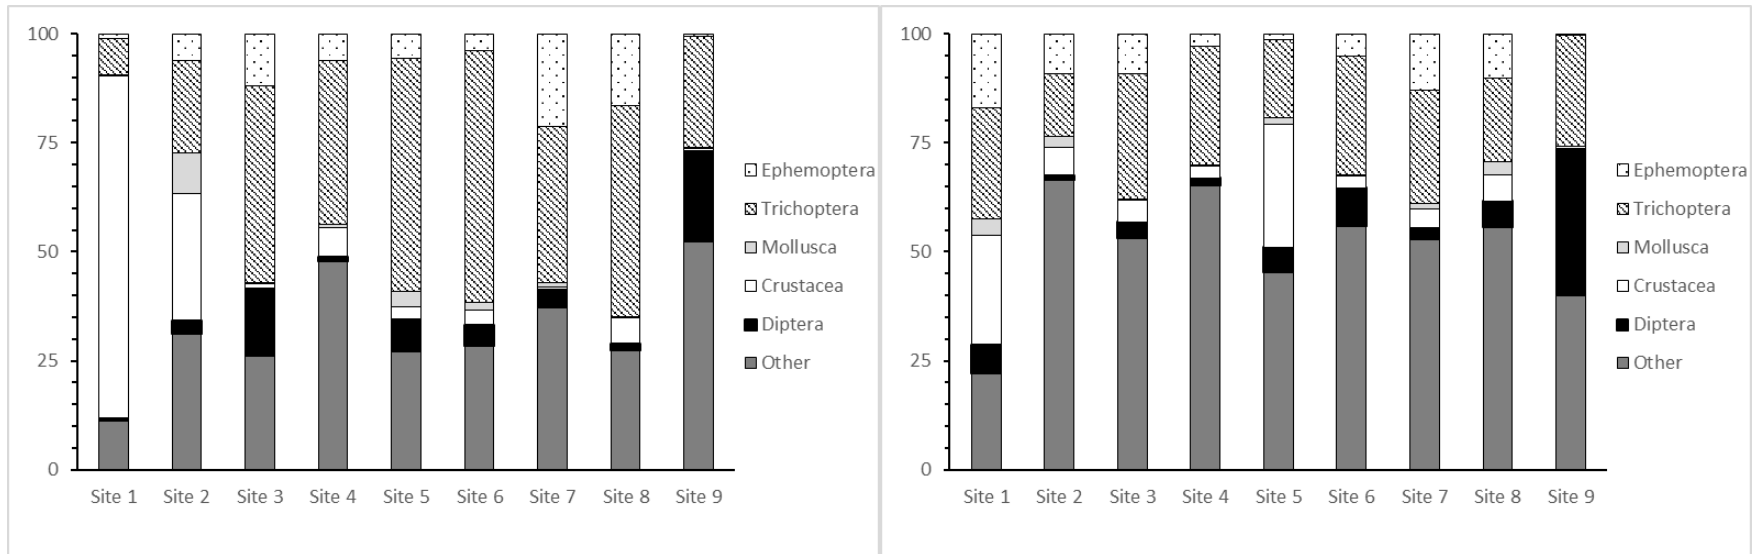 100
75
50
25
0
Site 1 Site 2 Site 3 Site 4 Site 5 Site 6 Site 7 Site 8 Site 9
Ephemoptera
Trichoptera
Mollusca
Crustacea
Diptera
Other
100
75
50
25
0
Site 1 Site 2 Site 3 Site 4 Site 5 Site 6 Site 7 Site 8 Site 9
Ephemoptera
Trichoptera
Mollusca
Crustacea
Diptera
Other